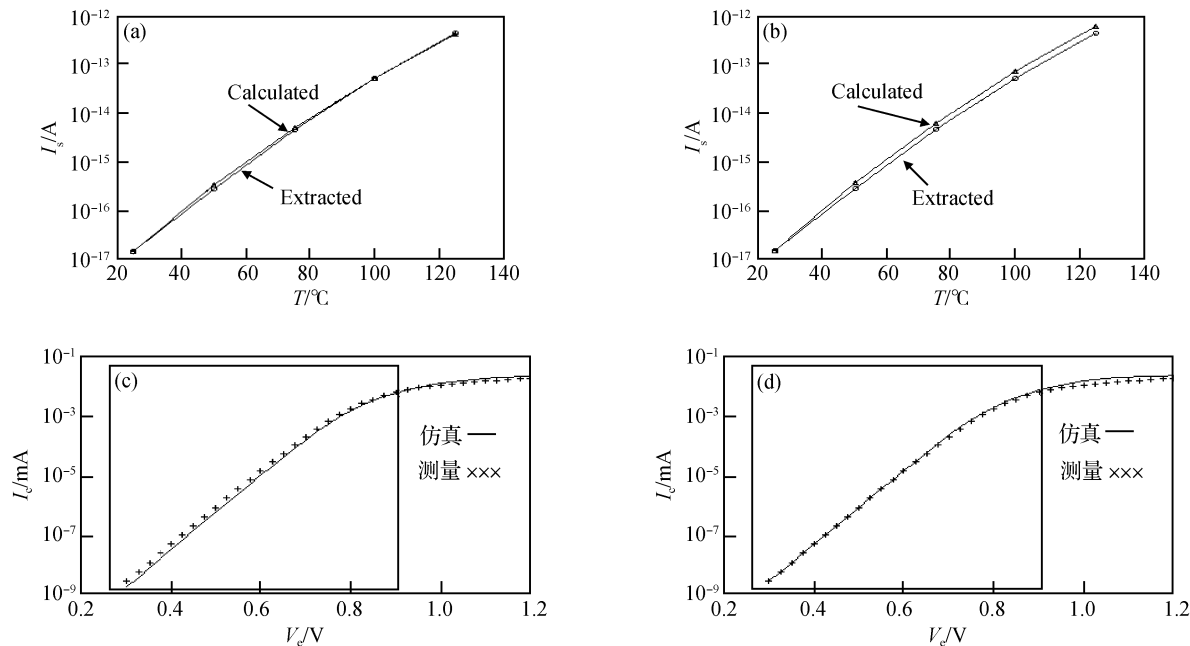 (a)
10⁻¹²
10⁻¹³
10⁻¹⁴
10⁻¹⁵
10⁻¹⁶
10⁻¹⁷
Iₛ/A
Calculated
Extracted
20 40 60 80 100 120 140
T/℃
(b)
10⁻¹²
10⁻¹³
10⁻¹⁴
10⁻¹⁵
10⁻¹⁶
10⁻¹⁷
Iₛ/A
Calculated
Extracted
40 60 80 100 120 140
T/℃
(c)
10⁻¹
10⁻³
10⁻⁵
10⁻⁷
10⁻⁹
I_c/mA
仿真
测量 ×××
0.2 0.4 0.6 0.8 1.0 1.2
Vₑ/V
(d)
10⁻¹
10⁻³
10⁻⁵
10⁻⁷
10⁻⁹
I_c/mA
仿真
测量 ×××
0.2 0.4 0.6 0.8 1.0 1.2
Vₑ/V